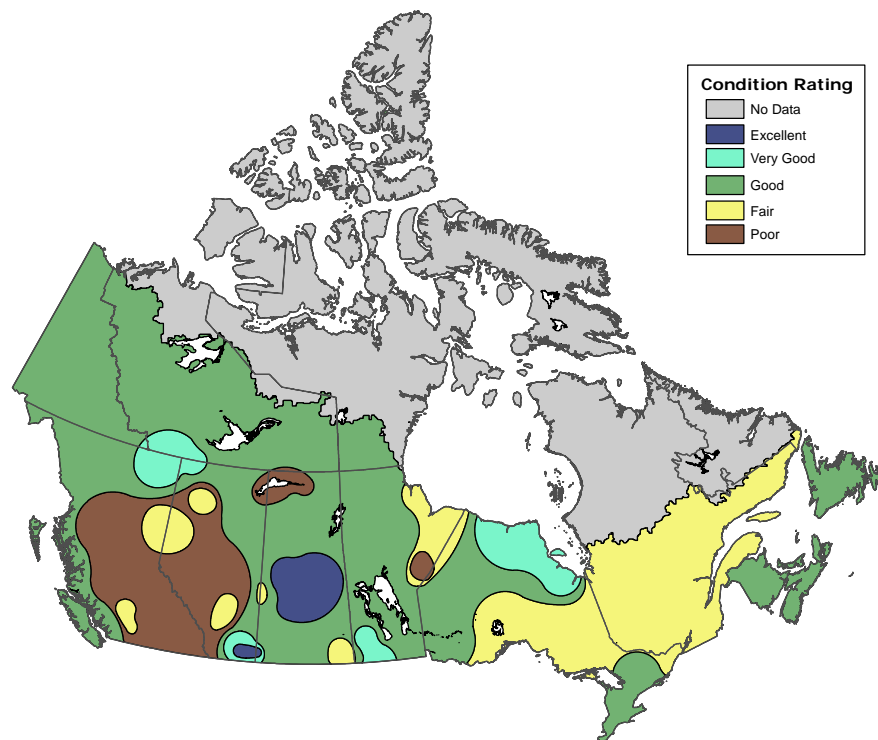 Condition Rating
No Data
Excellent
Very Good
Good
Fair
Poor